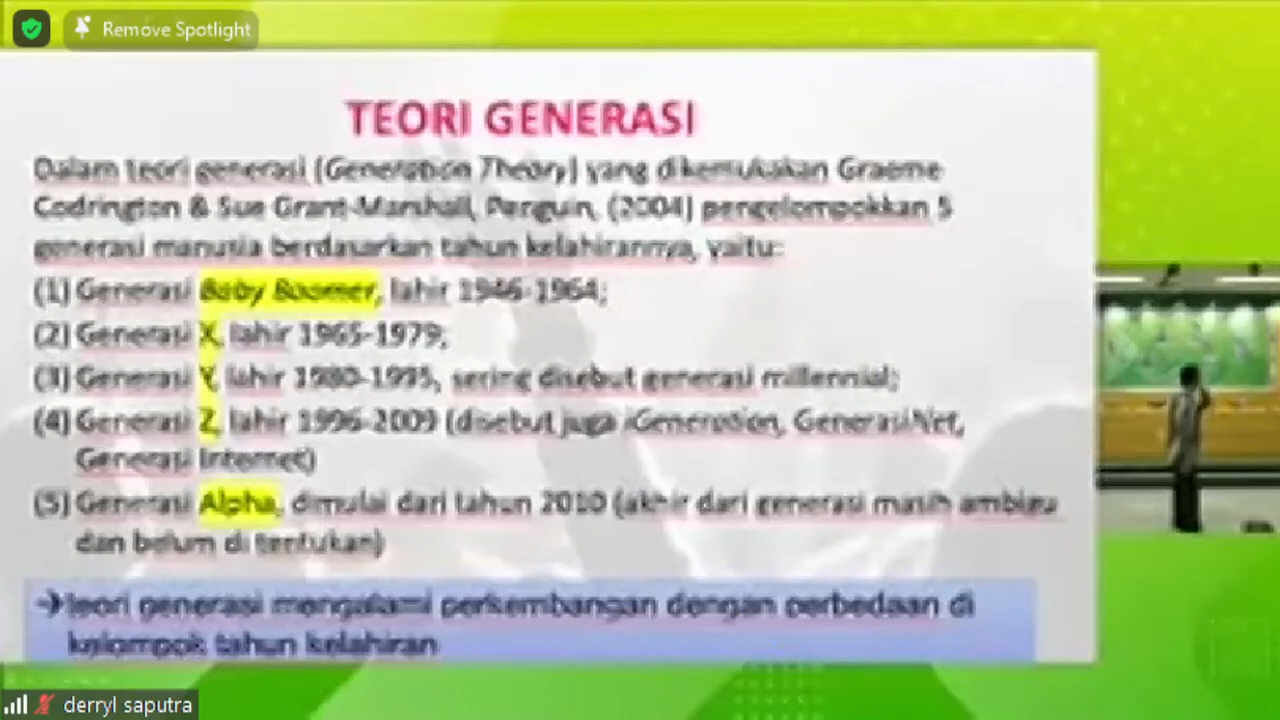 Remove Spotlight
TEORI GENERASI
Dalam teori generasi (Generation Theory) yang dikemukakan Graeme
Codrington & Sue Grant-Marshall, Penguin, (2004) pengelompokkan 5
generasi manusia berdasarkan tahun kelahirannya, yaitu:
(1) Generasi Baby Boomer, lahir 1946-1964;
(2) Generasi X, lahir 1965-1979;
(3) Generasi Y, lahir 1980-1995, sering disebut generasi millennial;
(4) Generasi Z, lahir 1996-2009 (disebut juga iGeneration, GenerasiNet,
Generasi Internet)
(5) Generasi Alpha, dimulai dari tahun 2010 (akhir dari generasi masih ambigu
dan belum di tentukan)
→teori generasi mengalami perkembangan dengan perbedaan di
kelompok tahun kelahiran
derryl saputra